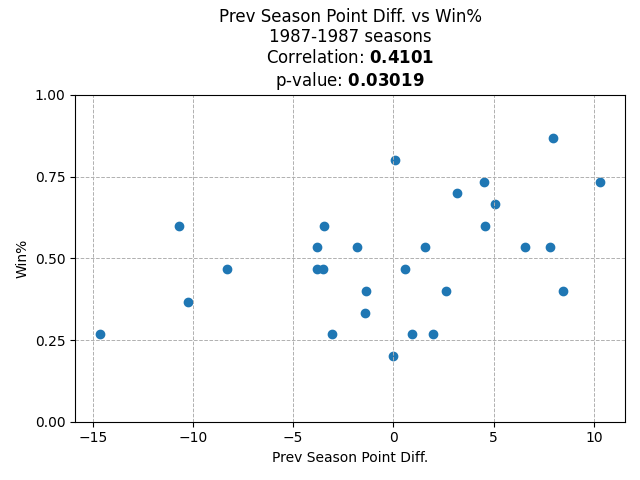 Prev Season Point Diff. vs Win%
1987-1987 seasons
Correlation: 0.4101
p-value: 0.03019
1.00
0.75
0.50
0.25
0.00
Win%
−15
−10
−5
0
5
10
Prev Season Point Diff.